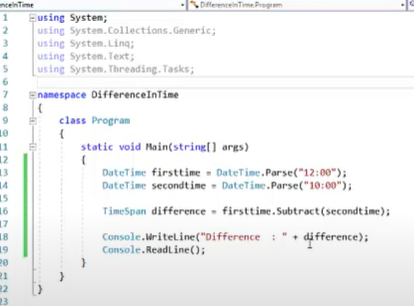 enceInTime DifferenceInTime.Program
1 using System;
2 using System.Collections.Generic;
3 using System.Linq;
4 using System.Text;
5 using System.Threading.Tasks;
6
7 namespace DifferenceInTime
8 {
9 class Program
10 {
11 static void Main(string[] args)
12 {
13 DateTime firsttime = DateTime.Parse("12:00");
14 DateTime secondtime = DateTime.Parse("10:00");
15
16 TimeSpan difference = firsttime.Subtract(secondtime);
17
18 Console.WriteLine("Difference : " + difference);
19 Console.ReadLine();
20 }
21 }
22 }
23